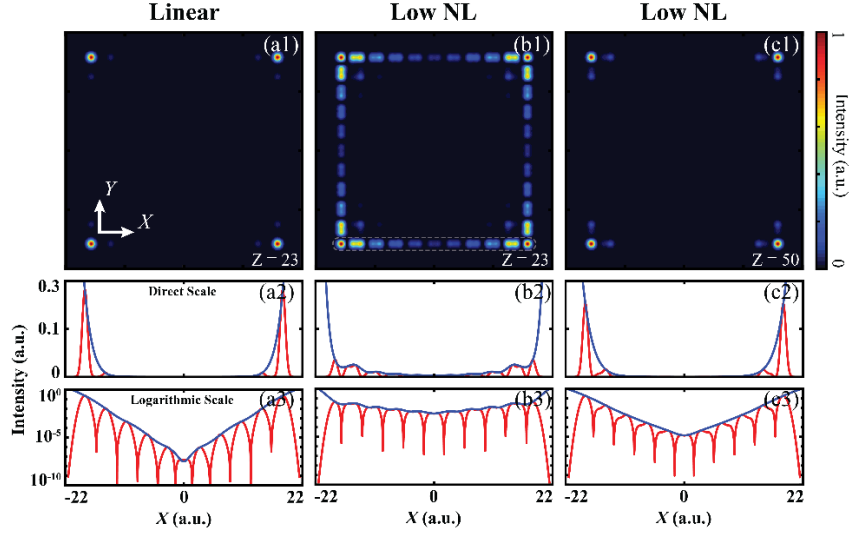 Linear
Low NL
Low NL
(a1)
(b1)
(c1)
1
Intensity (a.u.)
0
Y
X
Z = 23
Z = 23
Z = 50
0.3
0.1
0
Direct Scale
(a2)
(b2)
(c2)
Intensity (a.u.)
10⁰
10⁻⁵
10⁻¹⁰
Logarithmic Scale
(a3)
(b3)
(c3)
-22
0
22
-22
0
22
-22
0
22
X (a.u.)
X (a.u.)
X (a.u.)